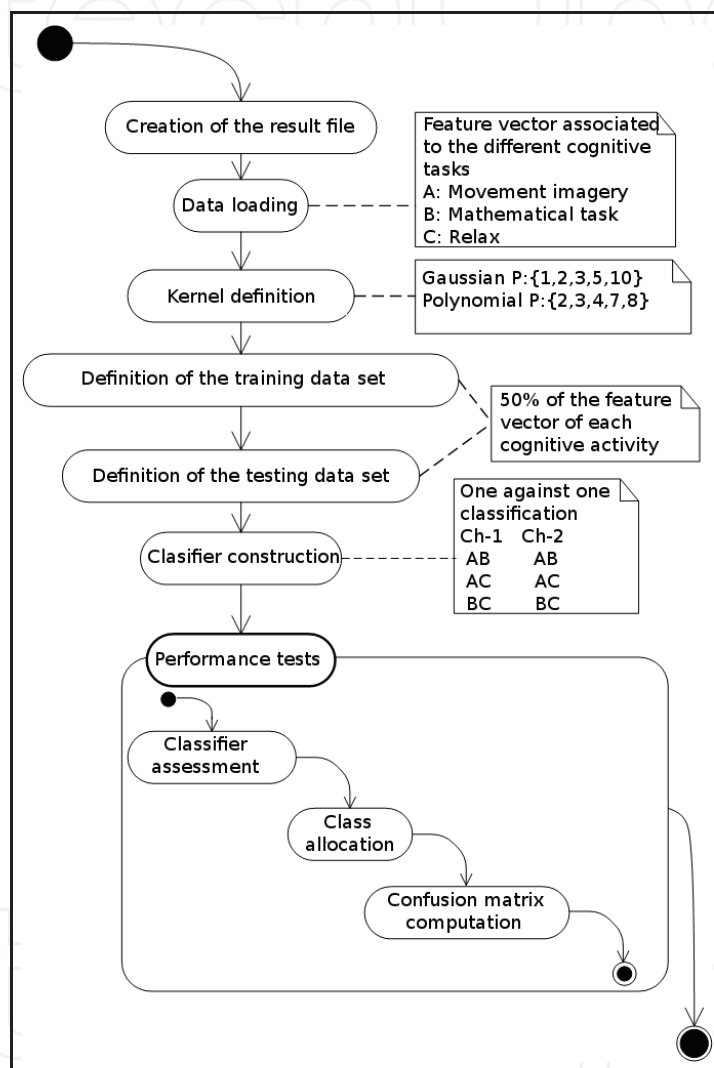 Creation of the result file
Feature vector associated
to the different cognitive
tasks
A: Movement imagery
B: Mathematical task
C: Relax
Data loading
Kernel definition
Gaussian P:{1,2,3,5,10}
Polynomial P:{2,3,4,7,8}
Definition of the training data set
50% of the feature
vector of each
cognitive activity
Definition of the testing data set
One against one
classification
Ch-1 Ch-2
AB AB
AC AC
BC BC
Clasifier construction
Performance tests
Classifier
assessment
Class
allocation
Confusion matrix
computation